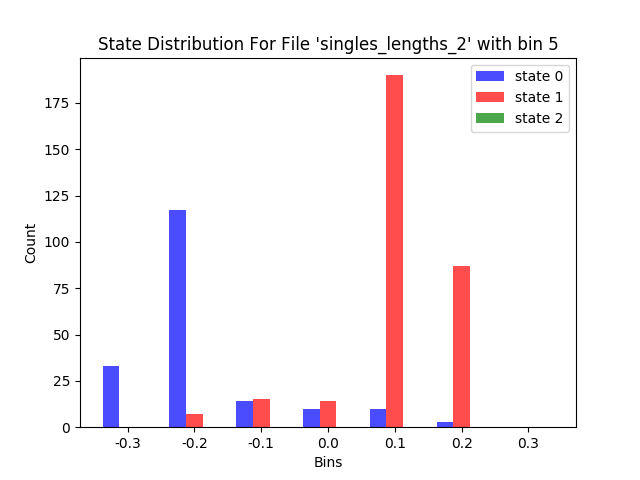 State Distribution For File 'singles_lengths_2' with bin 5
state 0
state 1
state 2
175
150
125
100
75
50
25
0
Count
-0.3 -0.2 -0.1 0.0 0.1 0.2 0.3
Bins